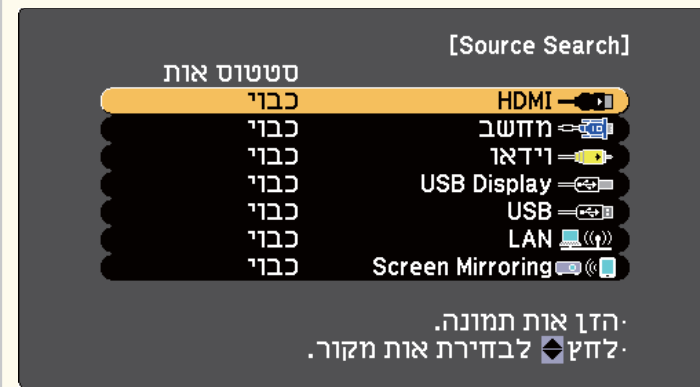 [Source Search]
סטטוס אות
HDMI כבוי
מחשב כבוי
וידאו כבוי
USB Display כבוי
USB כבוי
LAN כבוי
Screen Mirroring כבוי
·הזן אות תמונה.
·לחץ לבחירת אות מקור.